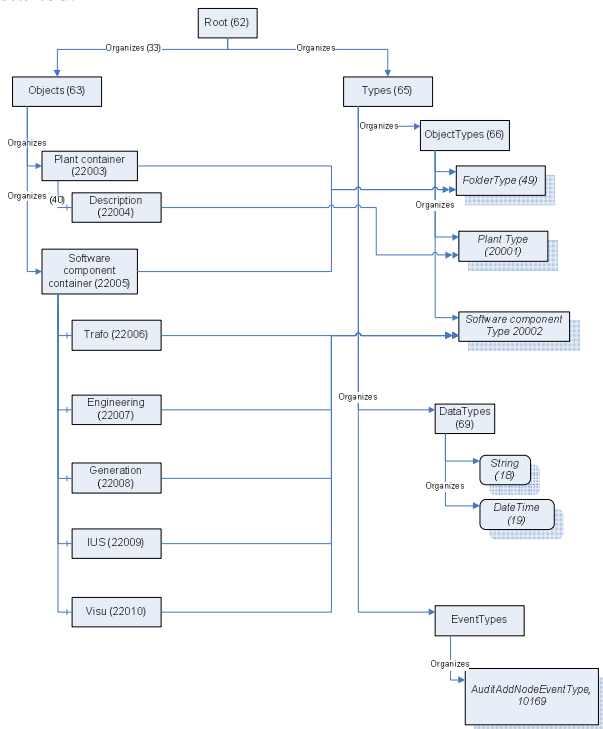 Root (62)
Organizes (33)
Organizes
Objects (63)
Types (65)
Organizes
ObjectTypes (66)
Organizes
Plant container
(22003)
FolderType (49)
Organizes
(40)
Description
(22004)
Organizes
Plant Type
(20001)
Software
component
container (22005)
Software component
Type 20002
Trafo (22006)
Organizes
Engineering
(22007)
DataTypes
(69)
String
(18)
Generation
(22008)
Organizes
DateTime
(19)
IUS (22009)
Visu (22010)
EventTypes
Organizes
AuditAddNodeEventType,
10169